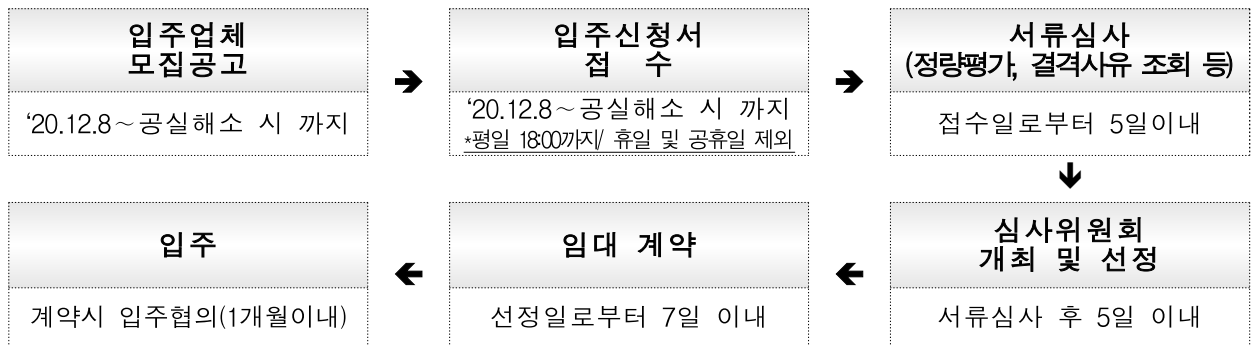 입주업체
모집공고
'20.12.8～공실해소 시 까지
➔
입주신청서
접 수
'20.12.8～공실해소 시 까지
*평일 18:00까지/ 휴일 및 공휴일 제외
➔
서류심사
(정량평가, 결격사유 조회 등)
접수일로부터 5일이내
심사위원회
개최 및 선정
서류심사 후 5일 이내
임대 계약
선정일로부터 7일 이내
입주
계약시 입주협의(1개월이내)